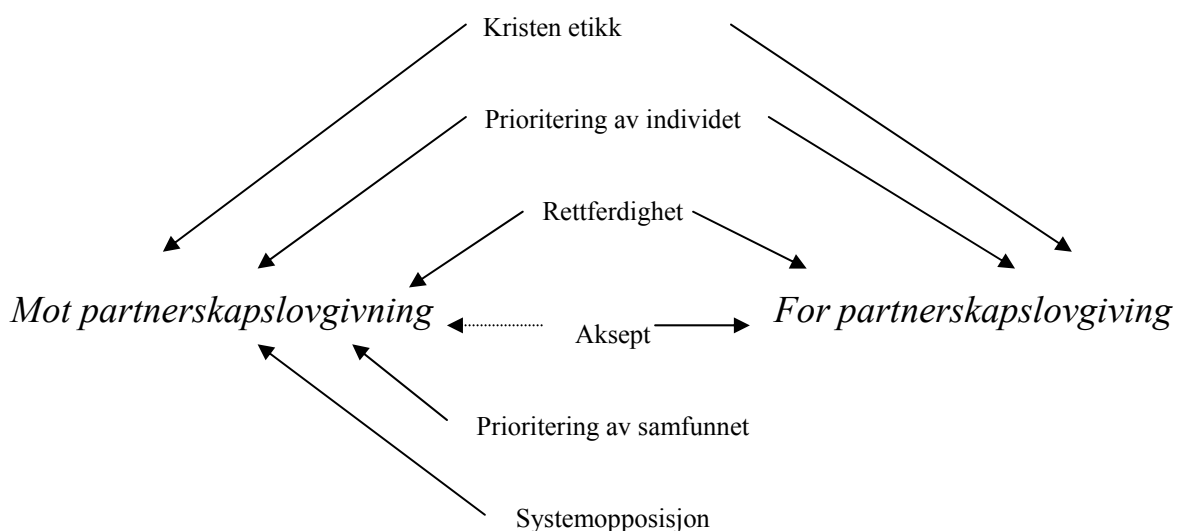 Kristen etikk
Prioritering av individet
Rettferdighet
Mot partnerskapslovgivning
For partnerskapslovgiving
Aksept
Prioritering av samfunnet
Systemopposisjon